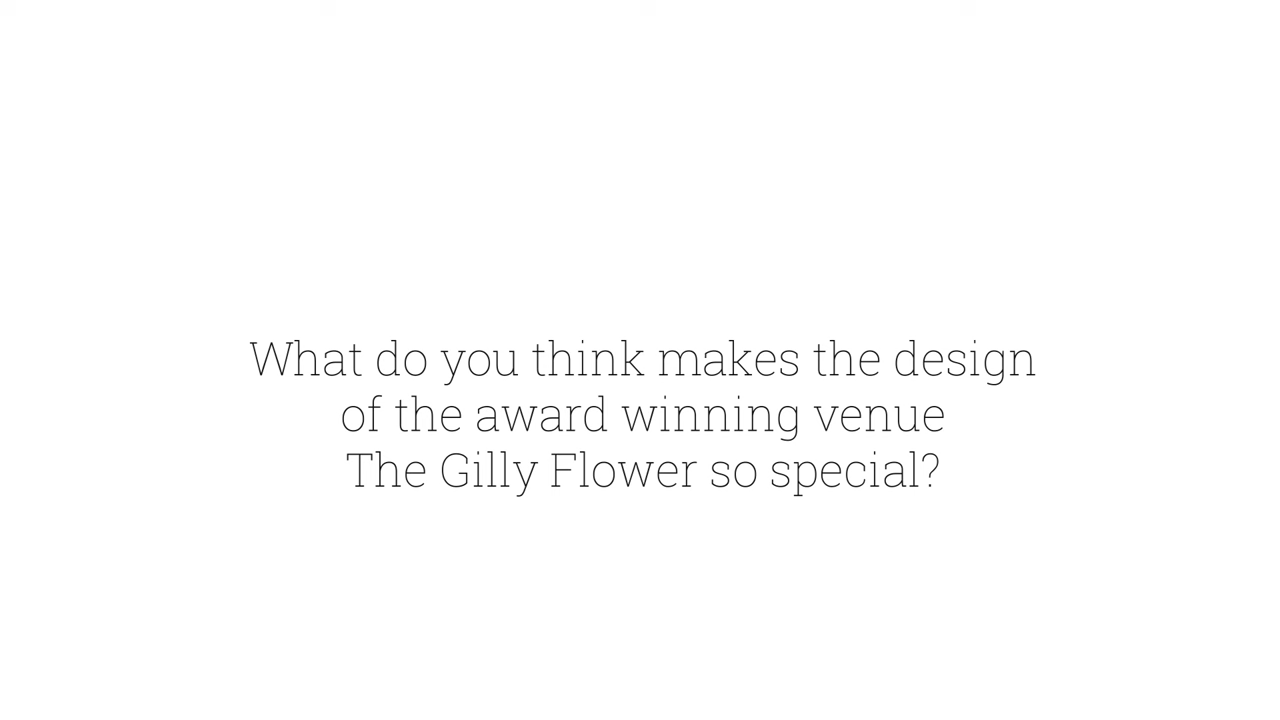 What do you think makes the design
of the award winning venue
The Gilly Flower so special?